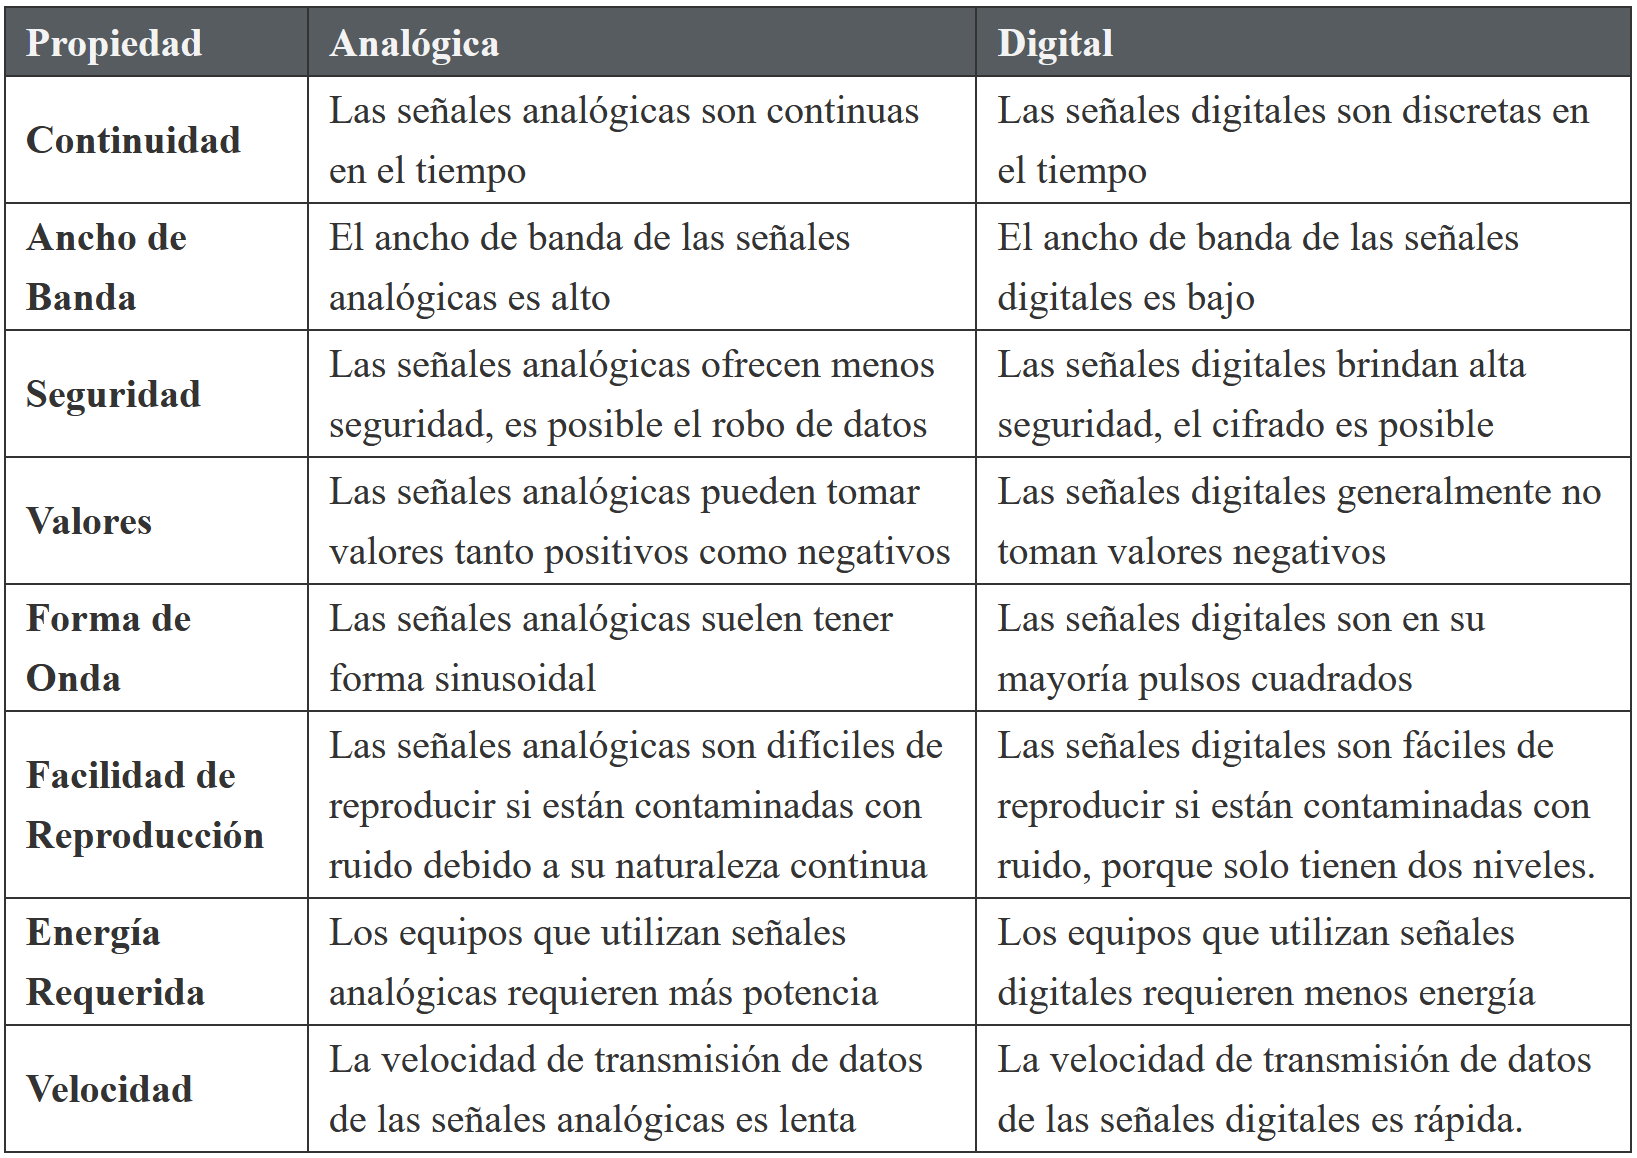 Propiedad
Analógica
Digital
Continuidad
Las señales analógicas son continuas
en el tiempo
Las señales digitales son discretas en
el tiempo
Ancho de
Banda
El ancho de banda de las señales
analógicas es alto
El ancho de banda de las señales
digitales es bajo
Seguridad
Las señales analógicas ofrecen menos
seguridad, es posible el robo de datos
Las señales digitales brindan alta
seguridad, el cifrado es posible
Valores
Las señales analógicas pueden tomar
valores tanto positivos como negativos
Las señales digitales generalmente no
toman valores negativos
Forma de
Onda
Las señales analógicas suelen tener
forma sinusoidal
Las señales digitales son en su
mayoría pulsos cuadrados
Facilidad de
Reproducción
Las señales analógicas son difíciles de
reproducir si están contaminadas con
ruido debido a su naturaleza continua
Las señales digitales son fáciles de
reproducir si están contaminadas con
ruido, porque solo tienen dos niveles.
Energía
Requerida
Los equipos que utilizan señales
analógicas requieren más potencia
Los equipos que utilizan señales
digitales requieren menos energía
Velocidad
La velocidad de transmisión de datos
de las señales analógicas es lenta
La velocidad de transmisión de datos
de las señales digitales es rápida.